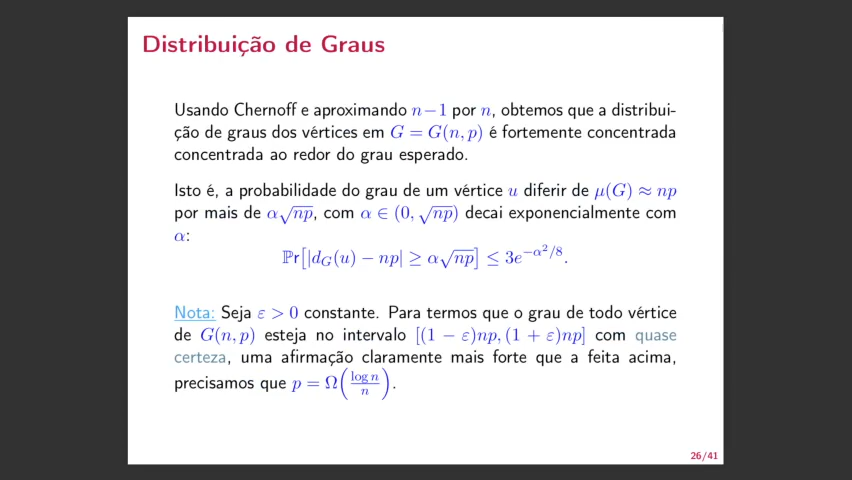 Distribuição de Graus
Usando Chernoff e aproximando n−1 por n, obtemos que a distribui-
ção de graus dos vértices em G = G(n, p) é fortemente concentrada
concentrada ao redor do grau esperado.
Isto é, a probabilidade do grau de um vértice u diferir de μ(G) ≈ np
por mais de α√np, com α ∈ (0, √np) decai exponencialmente com
α:
ℙr[|d_G(u) − np| ≥ α√np] ≤ 3e^{−α²/8}.
Nota: Seja ε > 0 constante. Para termos que o grau de todo vértice
de G(n, p) esteja no intervalo [(1 − ε)np, (1 + ε)np] com quase
certeza, uma afirmação claramente mais forte que a feita acima,
precisamos que p = Ω(log n / n).
26/41